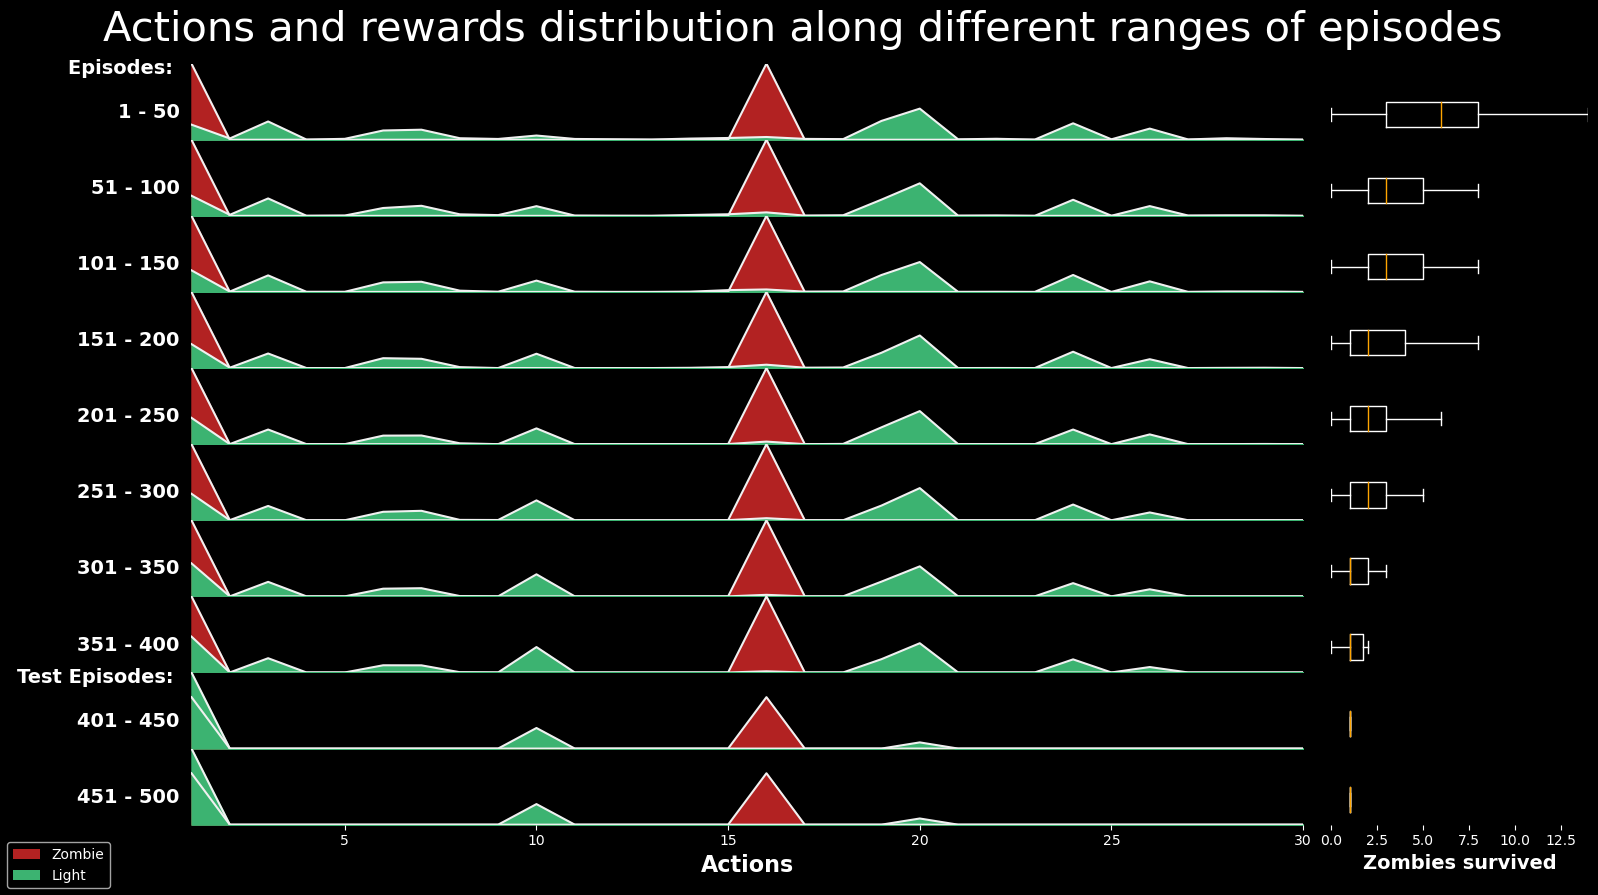 Actions and rewards distribution along different ranges of episodes
Episodes:
1 - 50
51 - 100
101 - 150
151 - 200
201 - 250
251 - 300
301 - 350
351 - 400
Test Episodes:
401 - 450
451 - 500
5 10 15 20 25 30
0.0 2.5 5.0 7.5 10.0 12.5
Actions
Zombies survived
Zombie
Light